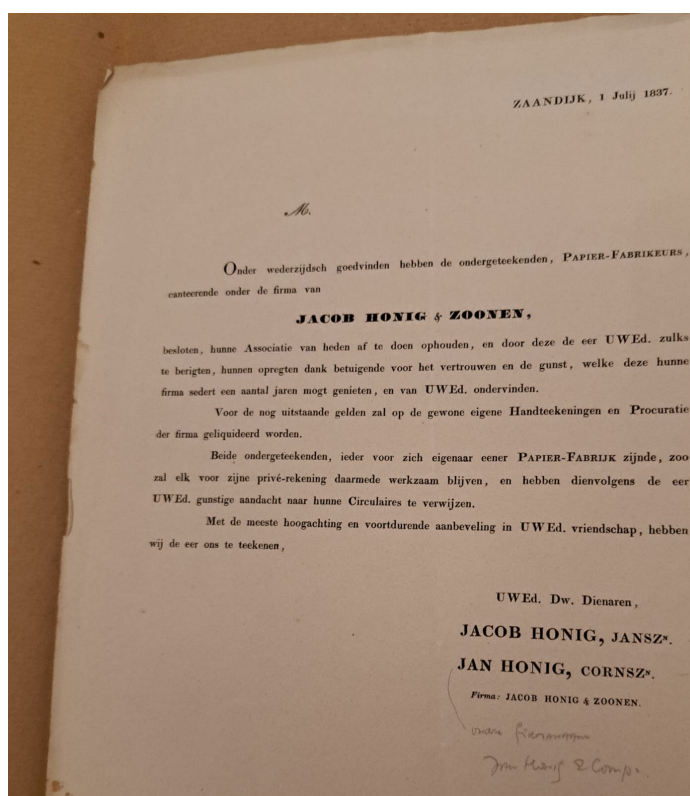 ZAANDIJK, 1 Julij 1837.
M.
Onder wederzijdsch goedvinden hebben de ondergeteekenden, PAPIER-FABRIKEURS,
canteerende onder de firma van
JACOB HONIG & ZOONEN,
besloten, hunne Associatie van heden af te doen ophouden, en door deze de eer UWEd. zulks
te berigten, hunnen opregten dank betuigende voor het vertrouwen en de gunst, welke deze hunne
firma sedert een aantal jaren mogt genieten, en van UWEd. ondervinden.
Voor de nog uitstaande gelden zal op de gewone eigene Handteekeningen en Procuratie
der firma geliquideerd worden.
Beide ondergeteekenden, ieder voor zich eigenaar eener PAPIER-FABRIJK zijnde, zoo
zal elk voor zijne privé-rekening daarmede werkzaam blijven, en hebben dienvolgens de eer
UWEd. gunstige aandacht naar hunne Circulaires te verwijzen.
Met de meeste hoogachting en voortdurende aanbeveling in UWEd. vriendschap, hebben
wij de eer ons te teekenen,
UWEd. Dw. Dienaren,
JACOB HONIG, JANSZn.
JAN HONIG, CORNSZn.
Firma: JACOB HONIG & ZOONEN.
Jan Honig & Comp.